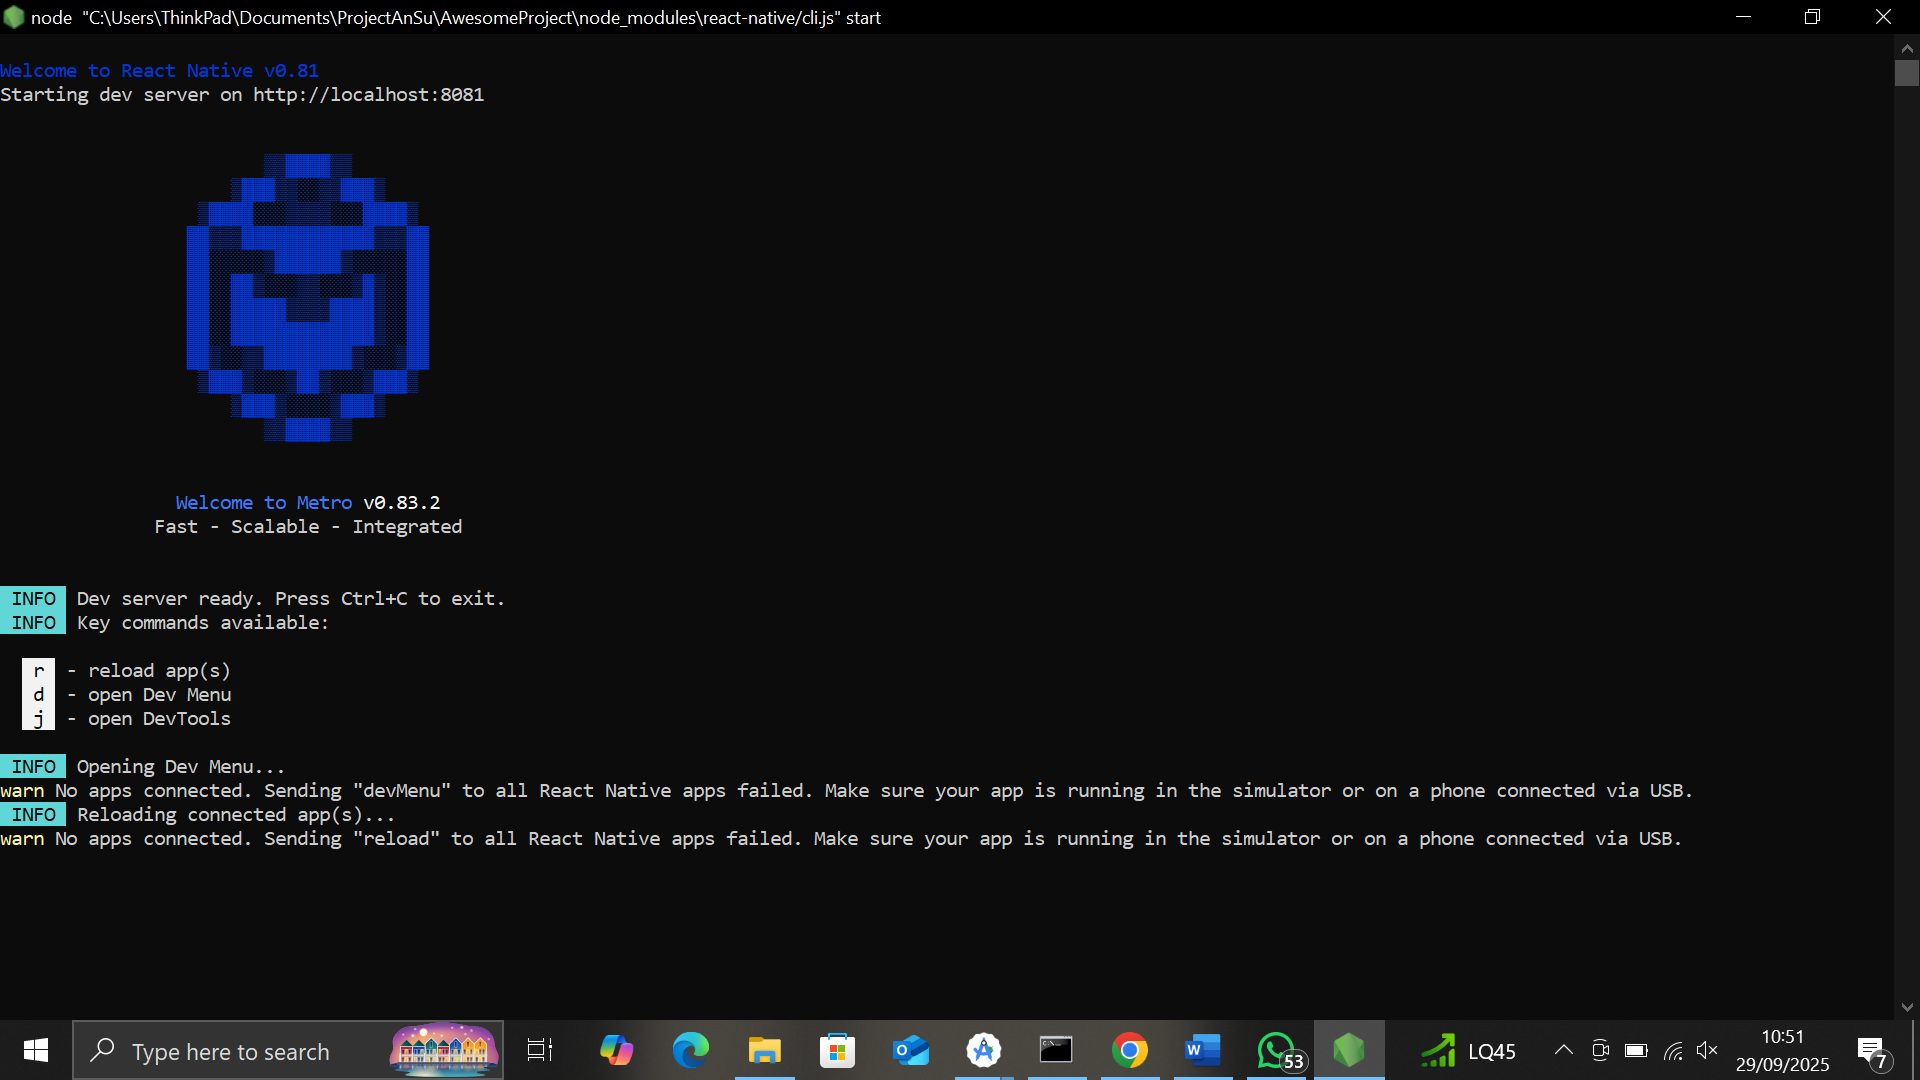 node "C:\Users\ThinkPad\Documents\ProjectAnSu\AwesomeProject\node_modules\react-native/cli.js" start
Welcome to React Native v0.81
Starting dev server on http://localhost:8081
Welcome to Metro v0.83.2
Fast - Scalable - Integrated
INFO Dev server ready. Press Ctrl+C to exit.
INFO Key commands available:
r - reload app(s)
d - open Dev Menu
j - open DevTools
INFO Opening Dev Menu...
warn No apps connected. Sending "devMenu" to all React Native apps failed. Make sure your app is running in the simulator or on a phone connected via USB.
INFO Reloading connected app(s)...
warn No apps connected. Sending "reload" to all React Native apps failed. Make sure your app is running in the simulator or on a phone connected via USB.
Type here to search
53
LQ45
10:51
29/09/2025
7